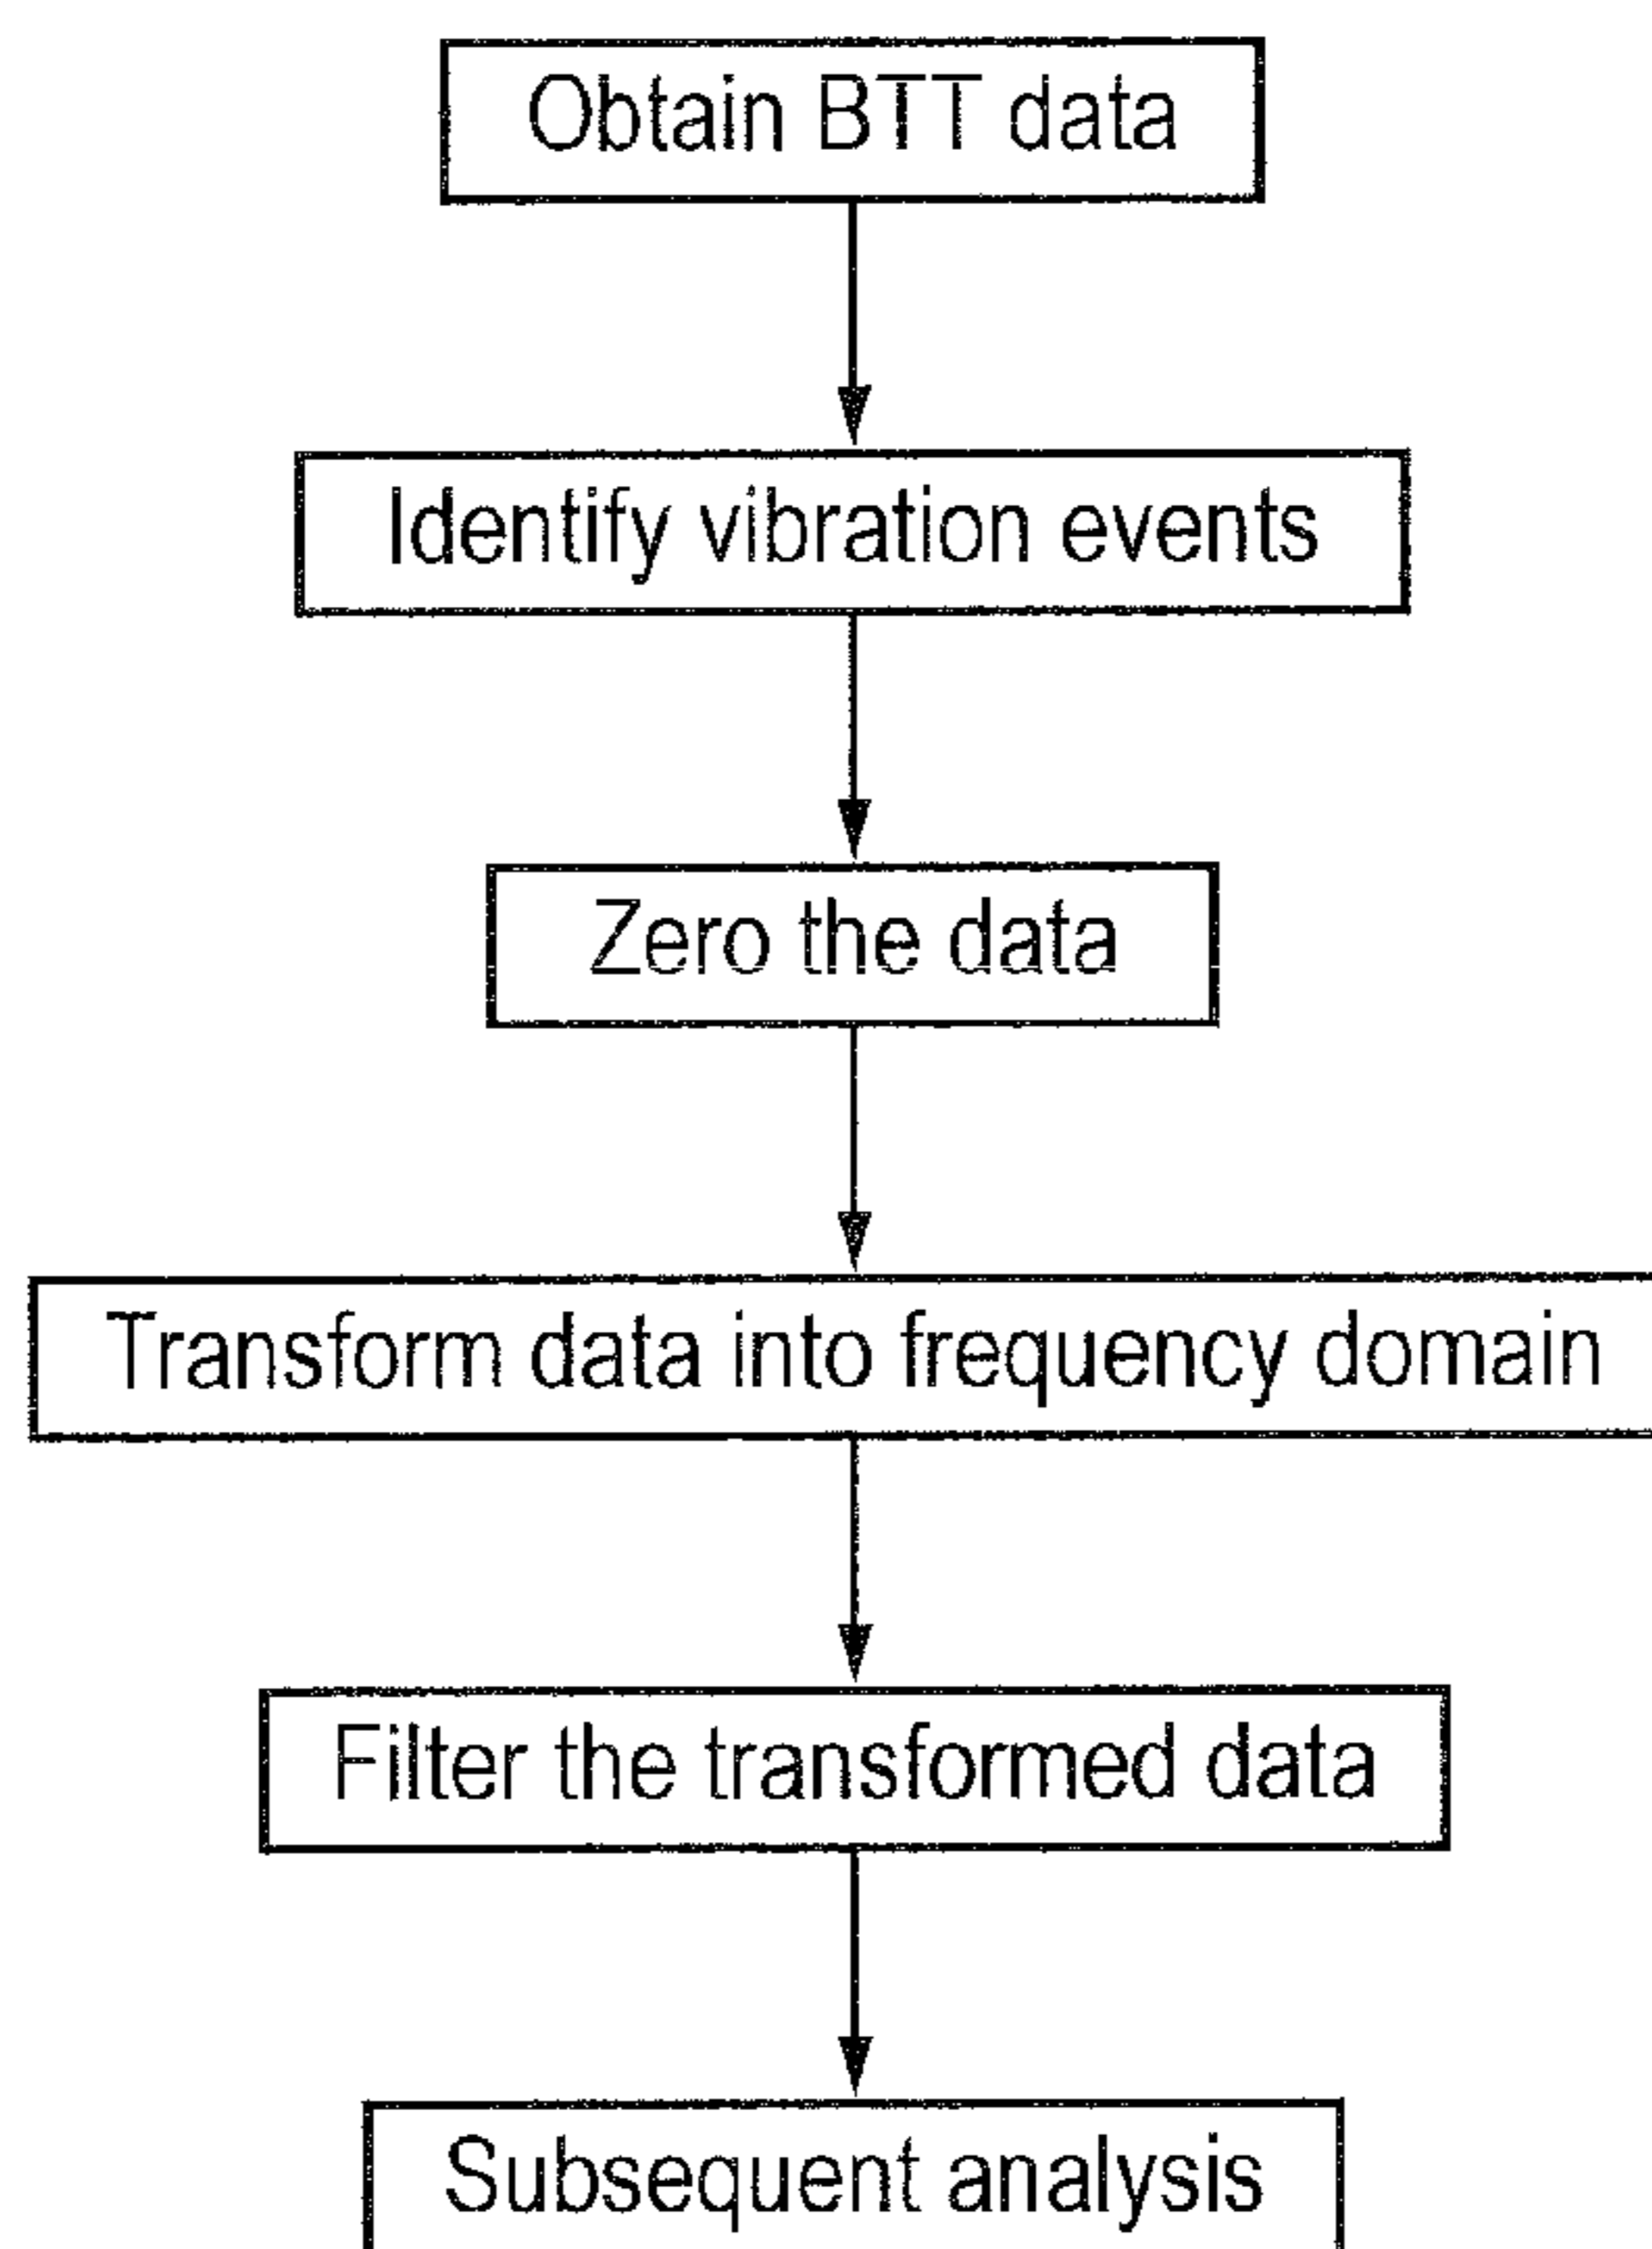 Obtain BTT data
Identify vibration events
Zero the data
Transform data into frequency domain
Filter the transformed data
Subsequent analysis